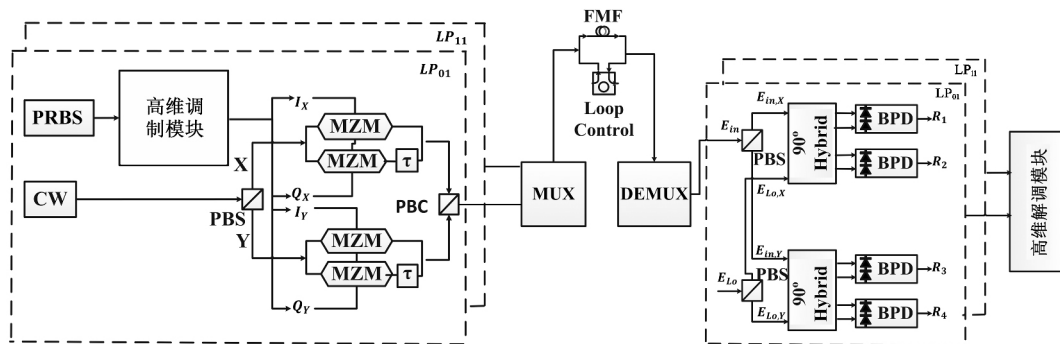 LP11
LP01
PRBS
高维调
制模块
IX
MZM
MZM
τ
QX
X
CW
PBS
Y
IY
MZM
MZM
τ
QY
PBC
MUX
FMF
Loop
Control
DEMUX
LP11
LP01
Ein
PBS
Ein,X
ELo,X
90°
Hybrid
BPD
R1
BPD
R2
Ein,Y
ELo
PBS
ELo,Y
90°
Hybrid
BPD
R3
BPD
R4
高维解调模块